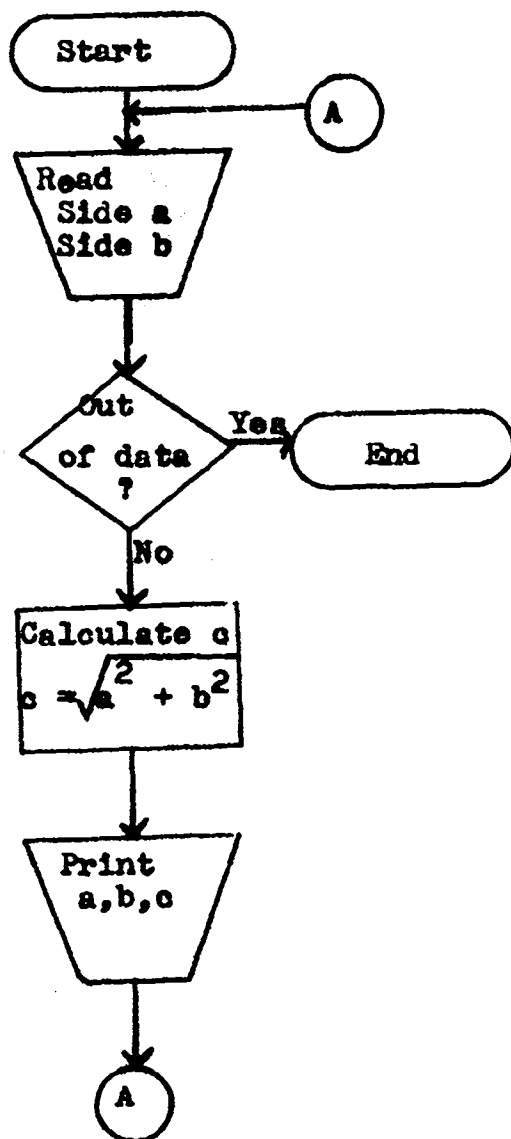 Start
A
Read
Side a
Side b
Out
of data
?
Yes
End
No
Calculate c
c = √a² + b²
Print
a,b,c
A